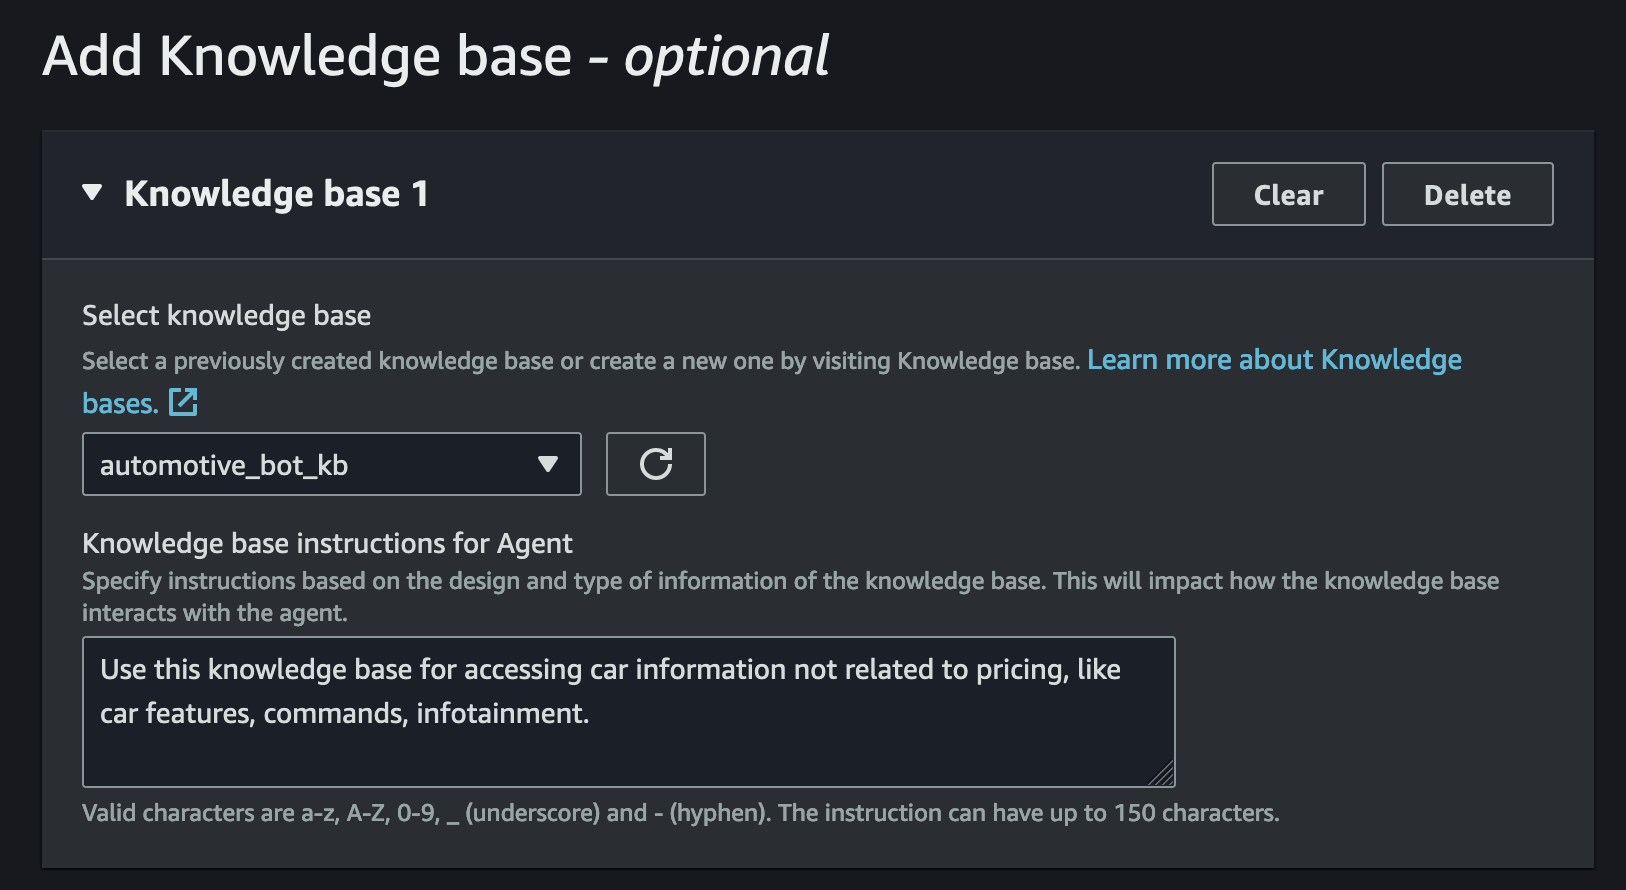 Add Knowledge base - optional
Knowledge base 1
Clear
Delete
Select knowledge base
Select a previously created knowledge base or create a new one by visiting Knowledge base. Learn more about Knowledge
bases.
automotive_bot_kb
Knowledge base instructions for Agent
Specify instructions based on the design and type of information of the knowledge base. This will impact how the knowledge base
interacts with the agent.
Use this knowledge base for accessing car information not related to pricing, like
car features, commands, infotainment.
Valid characters are a-z, A-Z, 0-9, _ (underscore) and - (hyphen). The instruction can have up to 150 characters.